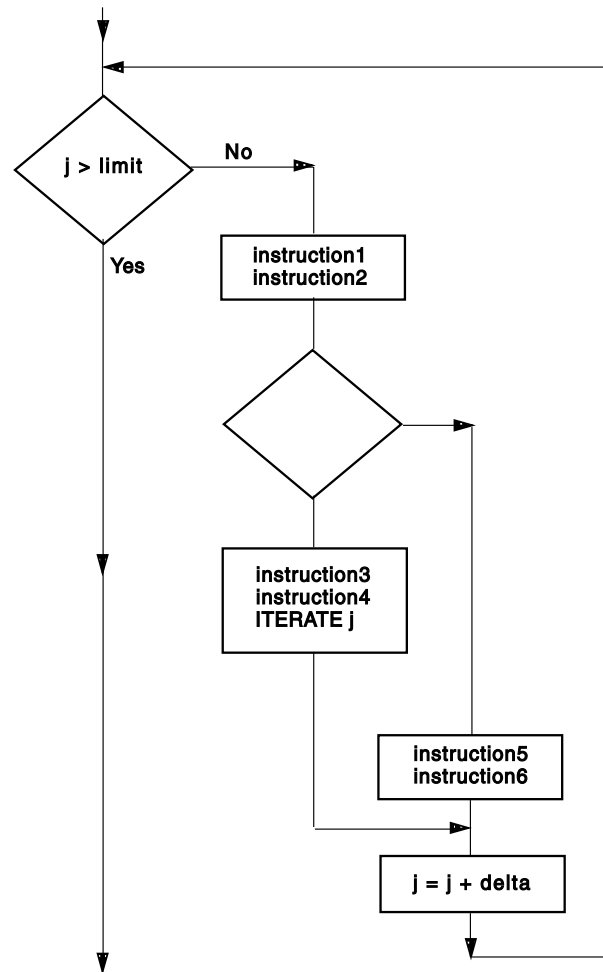 j > limit
No
Yes
instruction1
instruction2
instruction3
instruction4
ITERATE j
instruction5
instruction6
j = j + delta